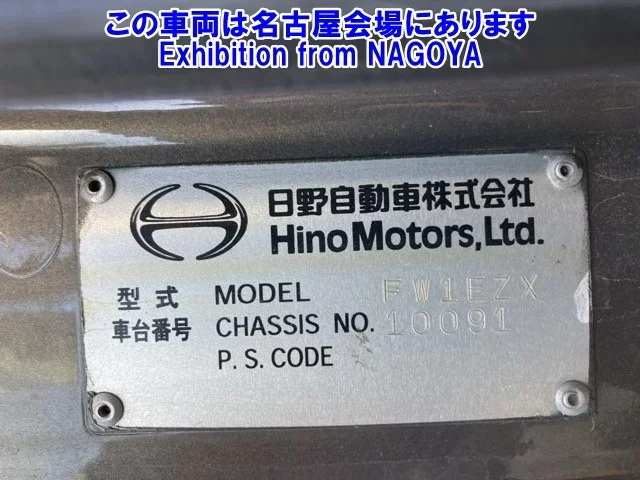 この車両は名古屋会場にあります
Exhibition from NAGOYA
日野自動車株式会社
Hino Motors, Ltd.
型式 MODEL FW1EZX
車台番号 CHASSIS NO. 10091
P. S. CODE